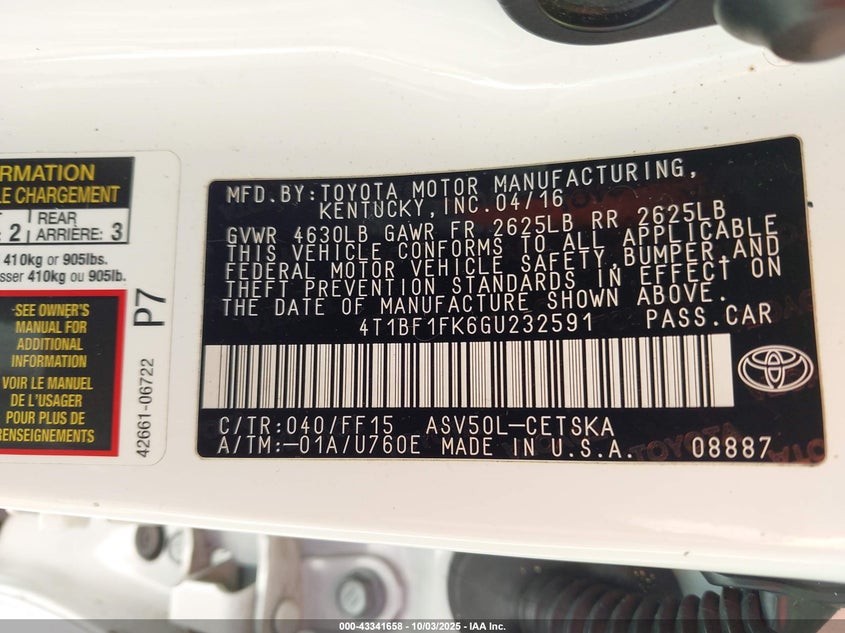 RMATION
LE CHARGEMENT
2 REAR
ARRIÈRE: 3
410kg or 905lbs.
sser 410kg ou 905lb.
SEE OWNER'S
MANUAL FOR
ADDITIONAL
INFORMATION
VOIR LE MANUEL
DE L'USAGER
POUR PLUS DE
RENSEIGNEMENTS
P7
42661-06722
MFD.BY:TOYOTA MOTOR MANUFACTURING,
KENTUCKY,INC.04/16
GVWR 4630LB GAWR FR 2625LB RR 2625LB
THIS VEHICLE CONFORMS TO ALL APPLICABLE
FEDERAL MOTOR VEHICLE SAFETY,BUMPER,AND
THEFT PREVENTION STANDARDS IN EFFECT ON
THE DATE OF MANUFACTURE SHOWN ABOVE.
4T1BF1FK6GU232591 PASS.CAR
C/TR:040/FF15 ASV50L-CETSKA
A/TM:-01A/U760E MADE IN U.S.A. 08887
000-43341658 - 10/03/2025 - IAA Inc.